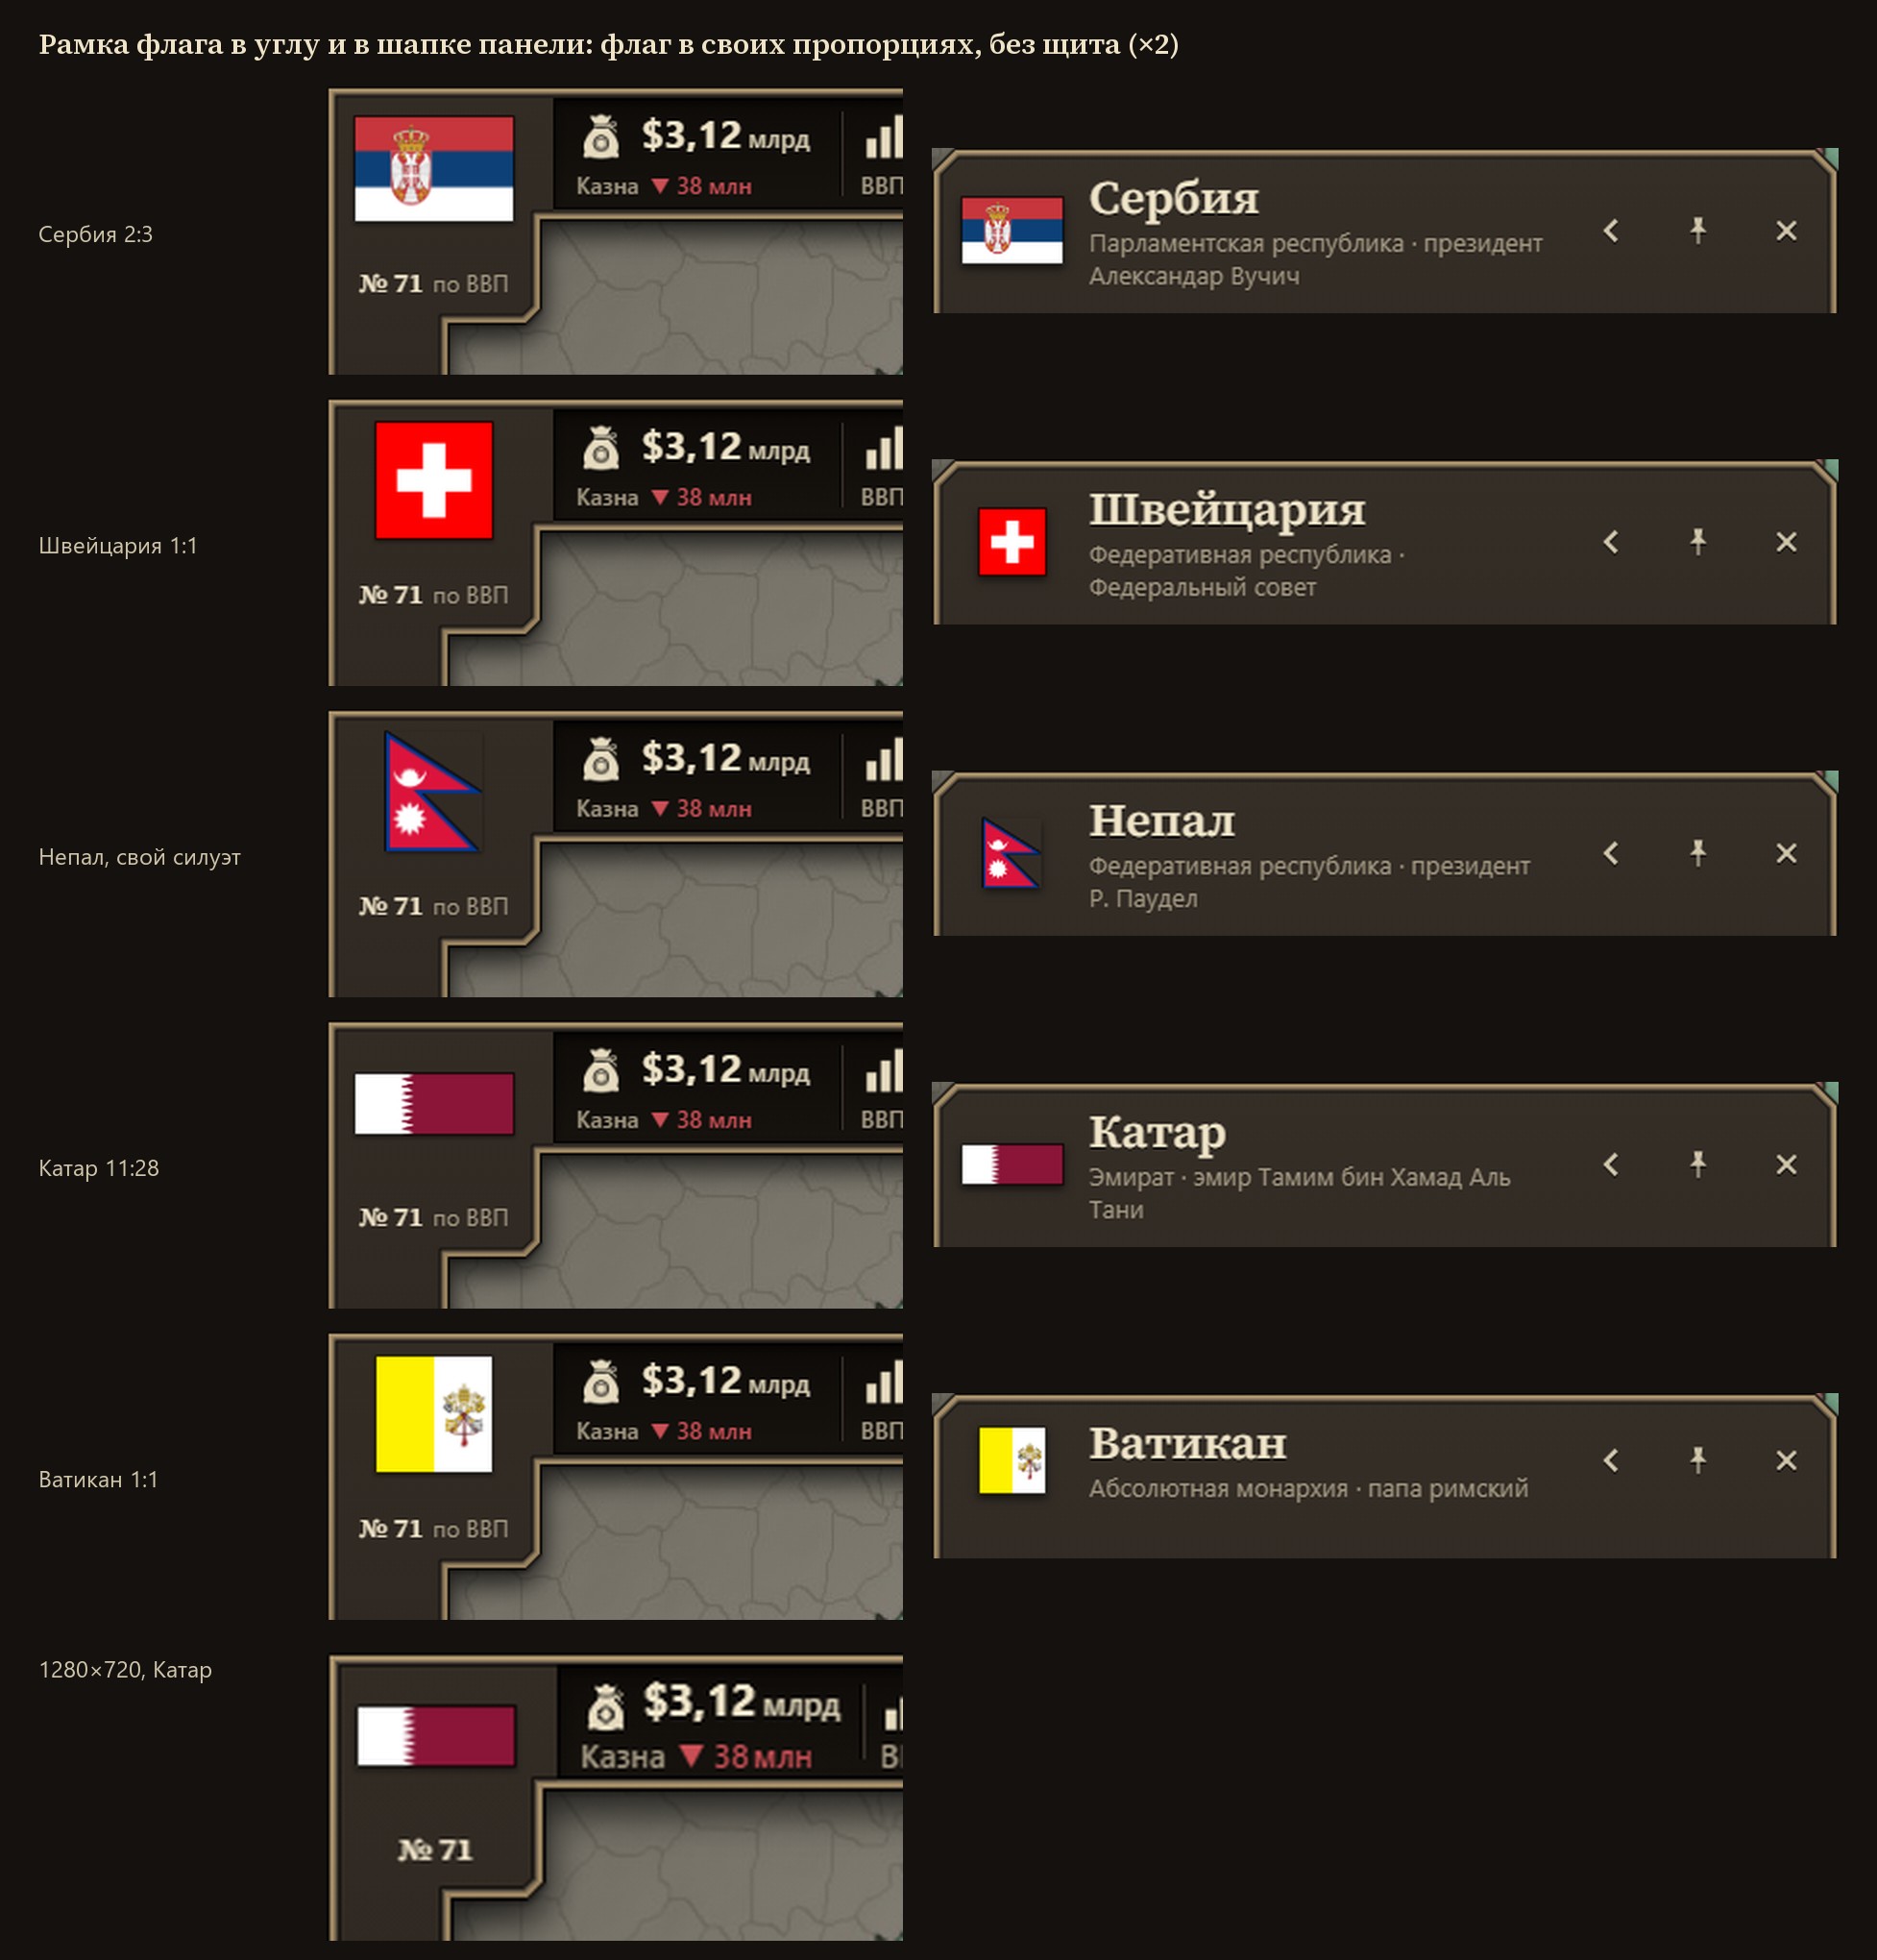 Рамка флага в углу и в шапке панели: флаг в своих пропорциях, без щита (×2)
Сербия 2:3
$3,12 млрд
Казна ▼ 38 млн
ВВП
№ 71 по ВВП
Сербия
Парламентская республика · президент
Александар Вучич
Швейцария 1:1
$3,12 млрд
Казна ▼ 38 млн
ВВП
№ 71 по ВВП
Швейцария
Федеративная республика ·
Федеральный совет
Непал, свой силуэт
$3,12 млрд
Казна ▼ 38 млн
ВВП
№ 71 по ВВП
Непал
Федеративная республика · президент
Р. Паудел
Катар 11:28
$3,12 млрд
Казна ▼ 38 млн
ВВП
№ 71 по ВВП
Катар
Эмират · эмир Тамим бин Хамад Аль
Тани
Ватикан 1:1
$3,12 млрд
Казна ▼ 38 млн
ВВП
№ 71 по ВВП
Ватикан
Абсолютная монархия · папа римский
1280×720, Катар
$3,12 млрд
Казна ▼ 38 млн
№ 71